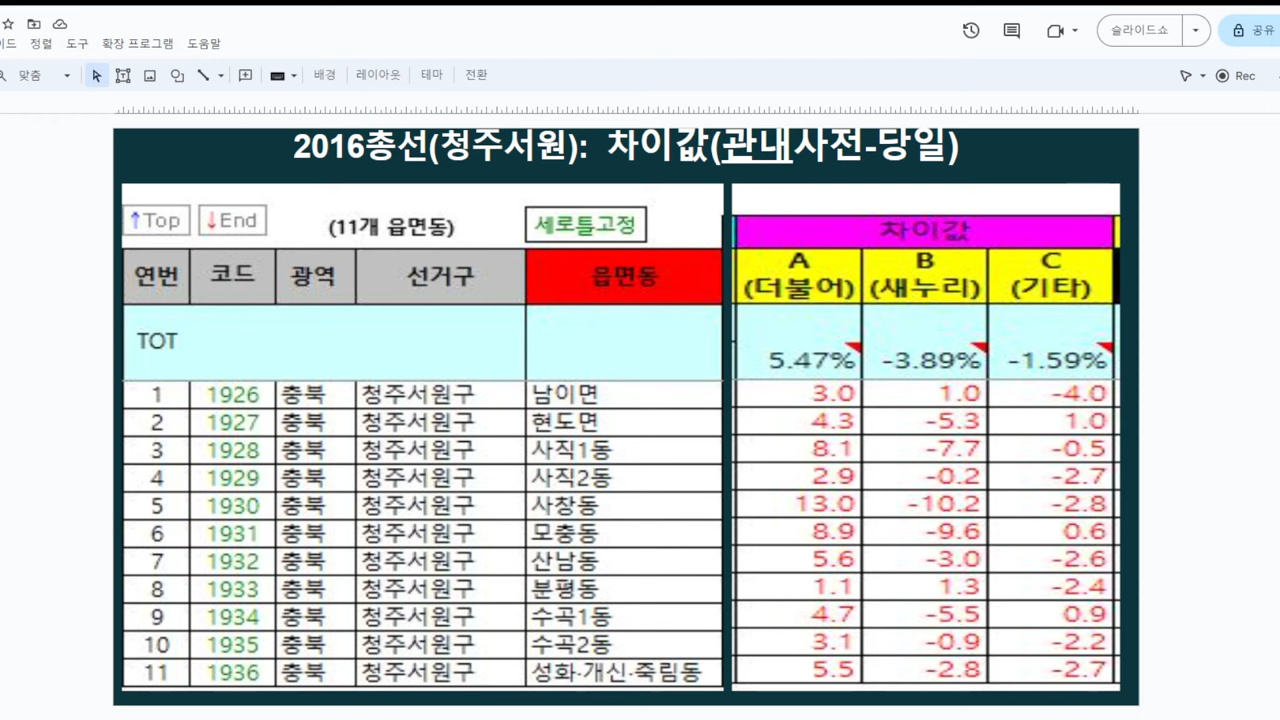 정렬 도구 확장 프로그램 도움말
슬라이드쇼
공유
맞춤
배경 레이아웃 테마 전환
Rec
2016총선(청주서원): 차이값(관내사전-당일)
↑Top ↓End (11개 읍면동) 세로틀고정
차이값
연번 코드 광역 선거구 읍면동 A (더불어) B (새누리) C (기타)
TOT 5.47% -3.89% -1.59%
1 1926 충북 청주서원구 남이면 3.0 1.0 -4.0
2 1927 충북 청주서원구 현도면 4.3 -5.3 1.0
3 1928 충북 청주서원구 사직1동 8.1 -7.7 -0.5
4 1929 충북 청주서원구 사직2동 2.9 -0.2 -2.7
5 1930 충북 청주서원구 사창동 13.0 -10.2 -2.8
6 1931 충북 청주서원구 모충동 8.9 -9.6 0.6
7 1932 충북 청주서원구 산남동 5.6 -3.0 -2.6
8 1933 충북 청주서원구 분평동 1.1 1.3 -2.4
9 1934 충북 청주서원구 수곡1동 4.7 -5.5 0.9
10 1935 충북 청주서원구 수곡2동 3.1 -0.9 -2.2
11 1936 충북 청주서원구 성화·개신·죽림동 5.5 -2.8 -2.7